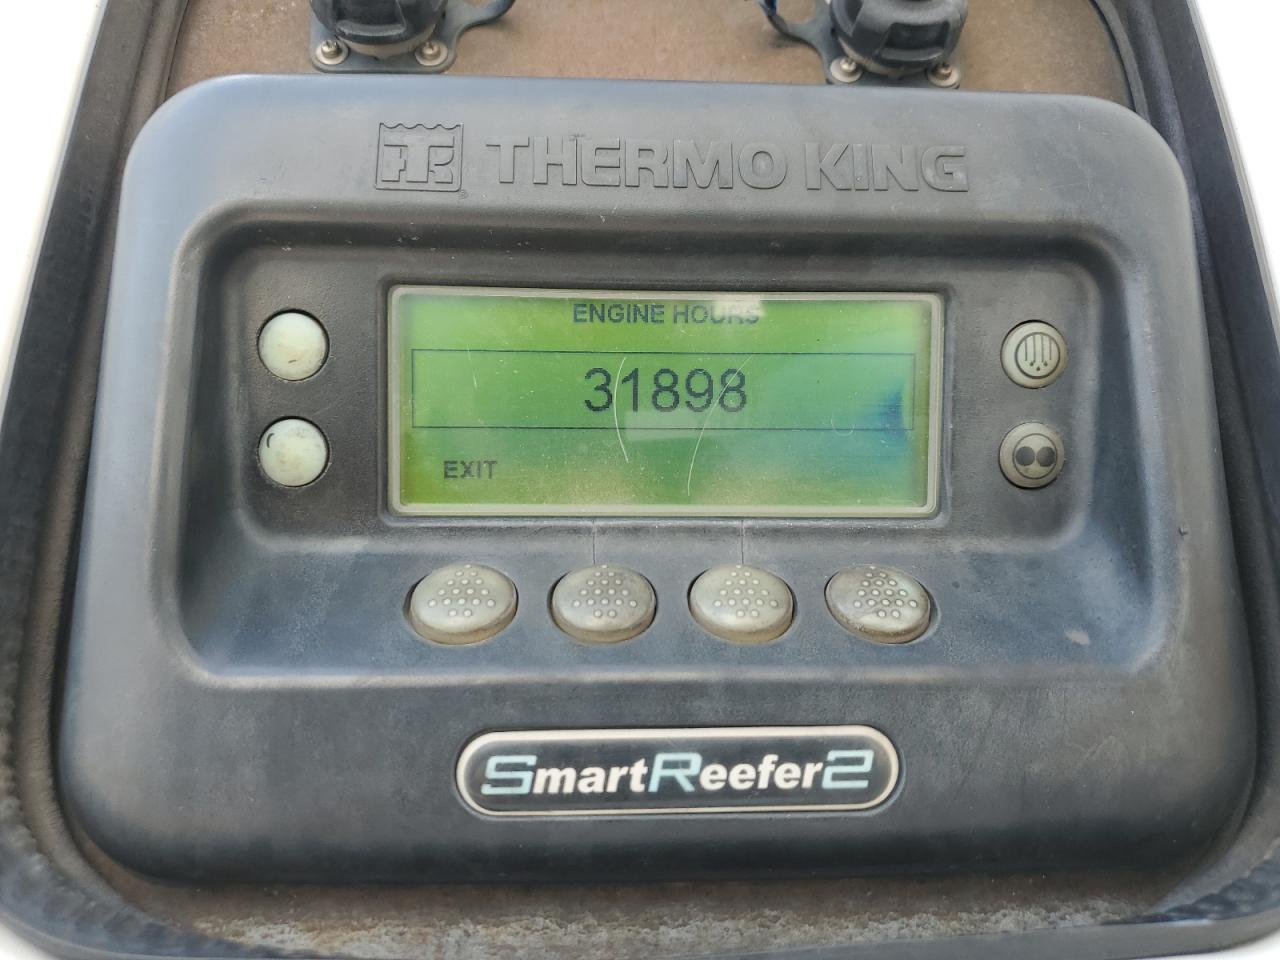 THERMO KING
ENGINE HOURS
31898
EXIT
SmartReefer2